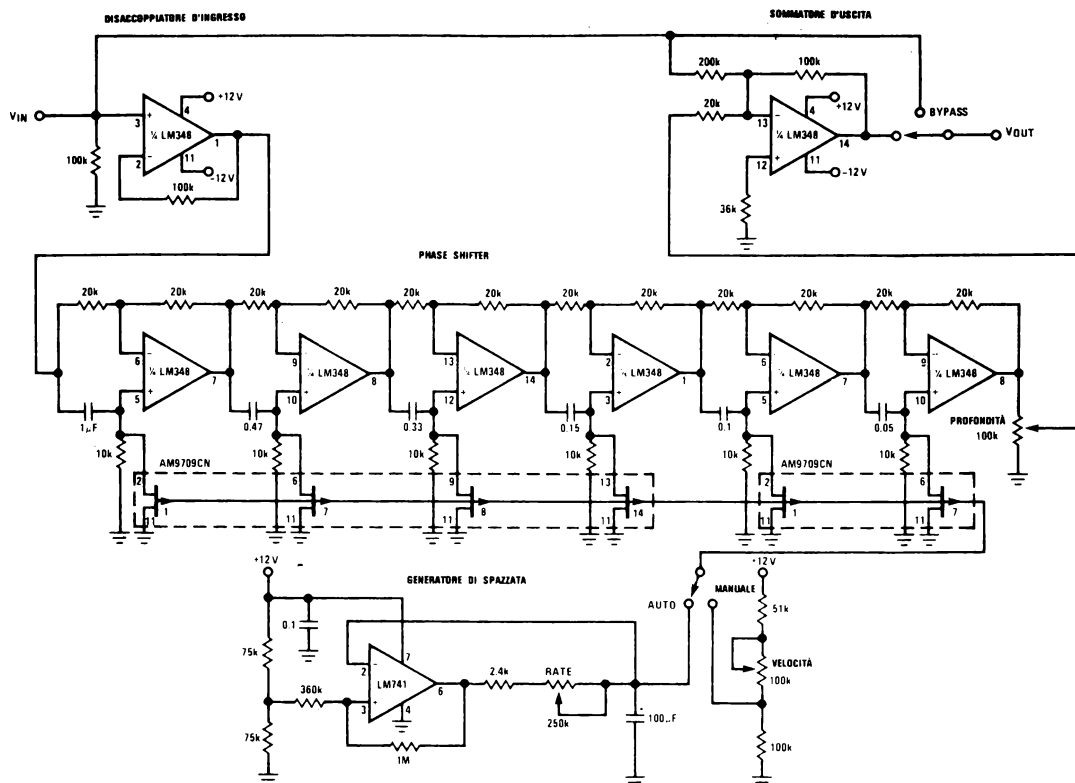 DISACCOPPIATORE D'INGRESSO
SOMMATORE D'USCITA
200k
100k
+12V
4
VIN
+
3
¼ LM348
1
2
-
11
-12V
100k
100k
20k
13
-
+12V
4
¼ LM348
14
BYPASS
VOUT
12
+
11
-12V
36k
PHASE SHIFTER
20k
20k
20k
20k
20k
20k
20k
20k
20k
20k
20k
20k
6
-
¼ LM348
7
5
+
9
-
¼ LM348
8
10
+
13
-
¼ LM348
14
12
+
2
-
¼ LM348
1
3
+
6
-
¼ LM348
7
5
+
9
-
¼ LM348
8
10
+
1µF
0.47
0.33
0.15
0.1
0.05
PROFONDITÀ
100k
10k
10k
10k
10k
10k
10k
AM9709CN
AM9709CN
2
6
9
13
2
6
1
7
8
14
1
7
11
11
11
11
11
11
+12V
GENERATORE DI SPAZZATA
+12V
AUTO
MANUALE
51k
0.1
75k
2
-
7
LM741
6
2.4k
RATE
VELOCITÀ
100k
360k
3
+
4
250k
100µF
75k
1M
100k